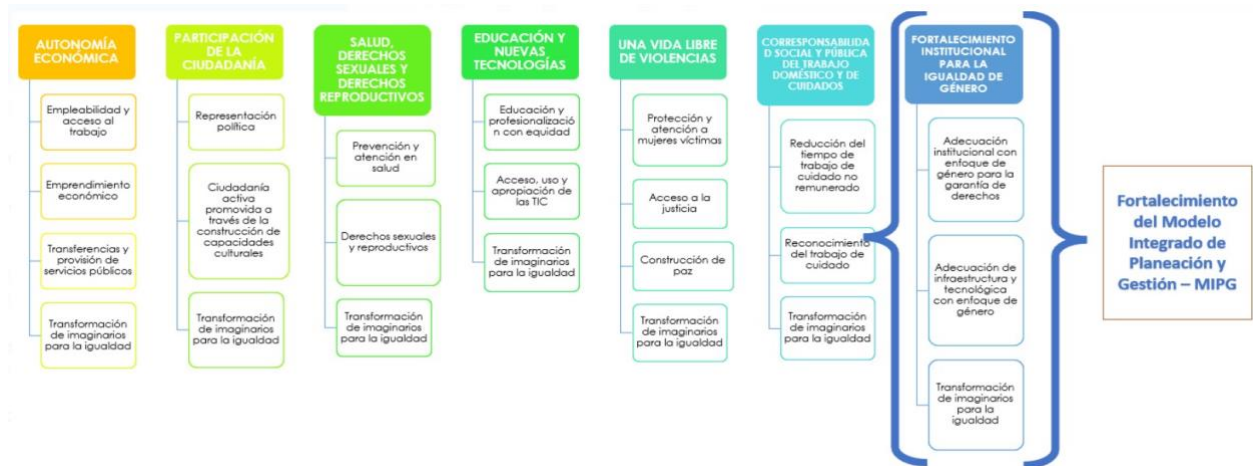 AUTONOMÍA
ECONÓMICA
Empleabilidad y
acceso al
trabajo
Emprendimiento
económico
Transferencias y
provisión de
servicios públicos
Transformación
de imaginarios
para la igualdad
PARTICIPACIÓN
DE LA
CIUDADANÍA
Representación
política
Ciudadanía
activa
promovida a
través de la
construcción de
capacidades
culturales
Transformación
de imaginarios
para la igualdad
SALUD,
DERECHOS
SEXUALES Y
DERECHOS
REPRODUCTIVOS
Prevención y
atención en
salud
Derechos sexuales
y reproductivos
Transformación
de imaginarios
para la igualdad
EDUCACIÓN Y
NUEVAS
TECNOLOGÍAS
Educación y
profesionalizació
n con equidad
Acceso, uso y
apropiación de
las TIC
Transformación
de imaginarios
para la igualdad
UNA VIDA LIBRE
DE VIOLENCIAS
Protección y
atención a
mujeres víctimas
Acceso a la
justicia
Construcción de
paz
Transformación
de imaginarios
para la igualdad
CORRESPONSABILIDA
D SOCIAL Y PÚBLICA
DEL TRABAJO
DOMÉSTICO Y DE
CUIDADOS
Reducción del
tiempo de
trabajo de
cuidado no
remunerado
Reconocimiento
del trabajo de
cuidado
Transformación
de imaginarios
para la igualdad
FORTALECIMIENTO
INSTITUCIONAL
PARA LA
IGUALDAD DE
GÉNERO
Adecuación
institucional con
enfoque de
género para la
garantía de
derechos
Adecuación de
infraestructura y
tecnológica
con enfoque de
género
Transformación
de imaginarios
para la
igualdad
Fortalecimiento
del Modelo
Integrado de
Planeación y
Gestión – MIPG